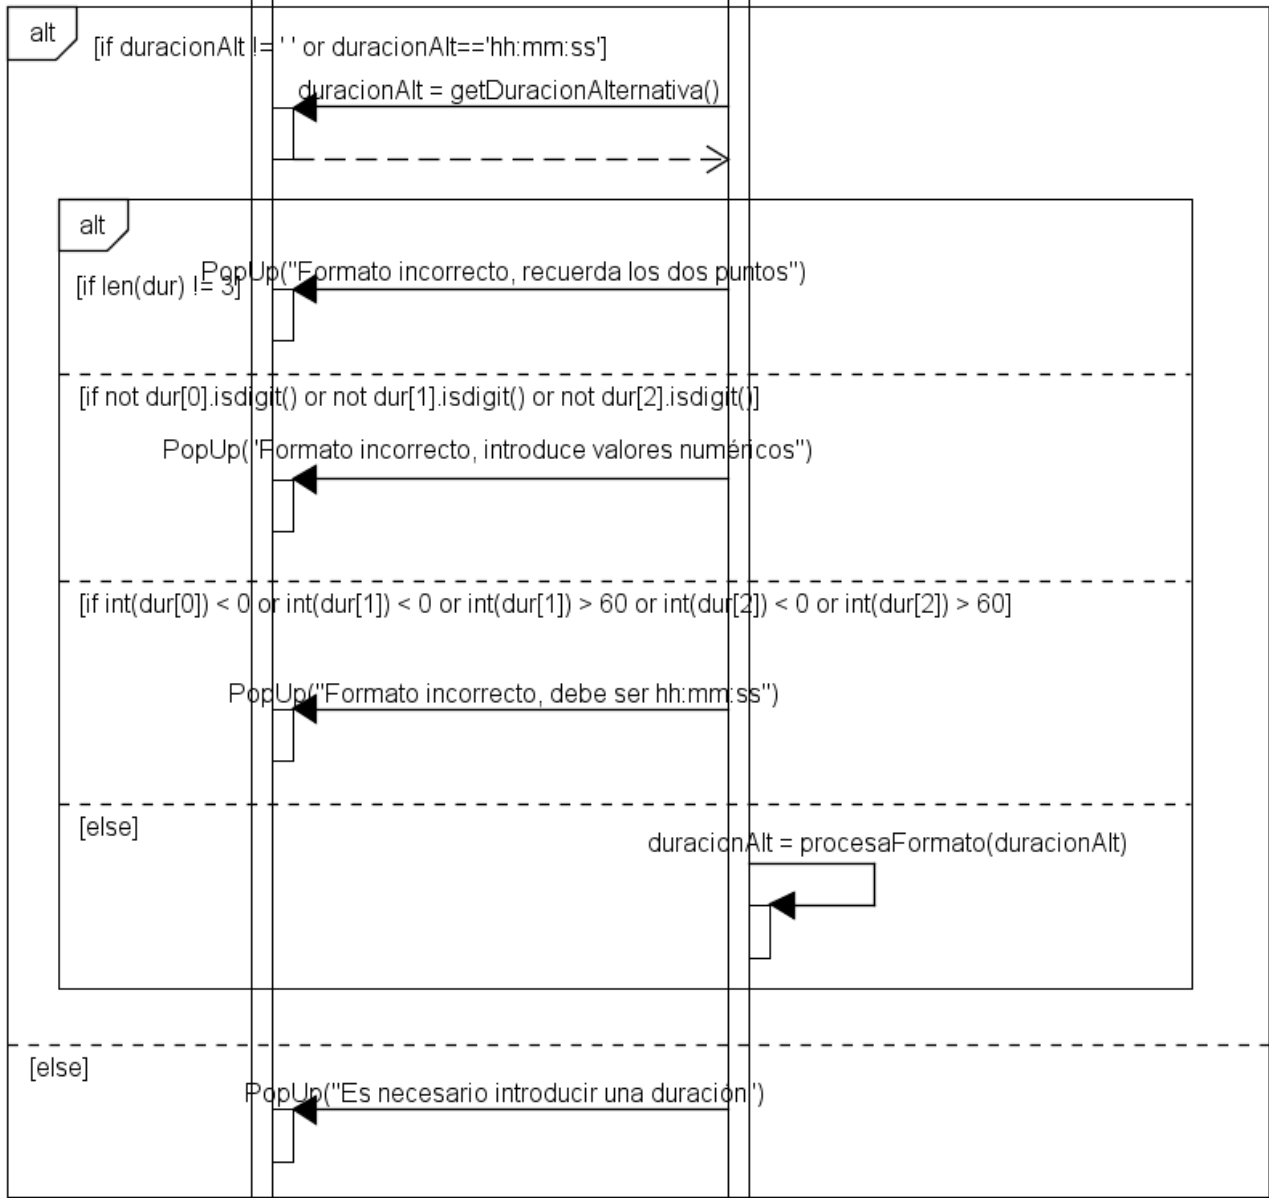 alt
[if duracionAlt != ' ' or duracionAlt=='hh:mm:ss']
duracionAlt = getDuracionAlternativa()
alt
PopUp("Formato incorrecto, recuerda los dos puntos")
[if len(dur) != 3]
[if not dur[0].isdigit() or not dur[1].isdigit() or not dur[2].isdigit()]
PopUp("Formato incorrecto, introduce valores numéricos")
[if int(dur[0]) < 0 or int(dur[1]) < 0 or int(dur[1]) > 60 or int(dur[2]) < 0 or int(dur[2]) > 60]
PopUp("Formato incorrecto, debe ser hh:mm:ss")
[else]
duracionAlt = procesaFormato(duracionAlt)
[else]
PopUp("Es necesario introducir una duración")